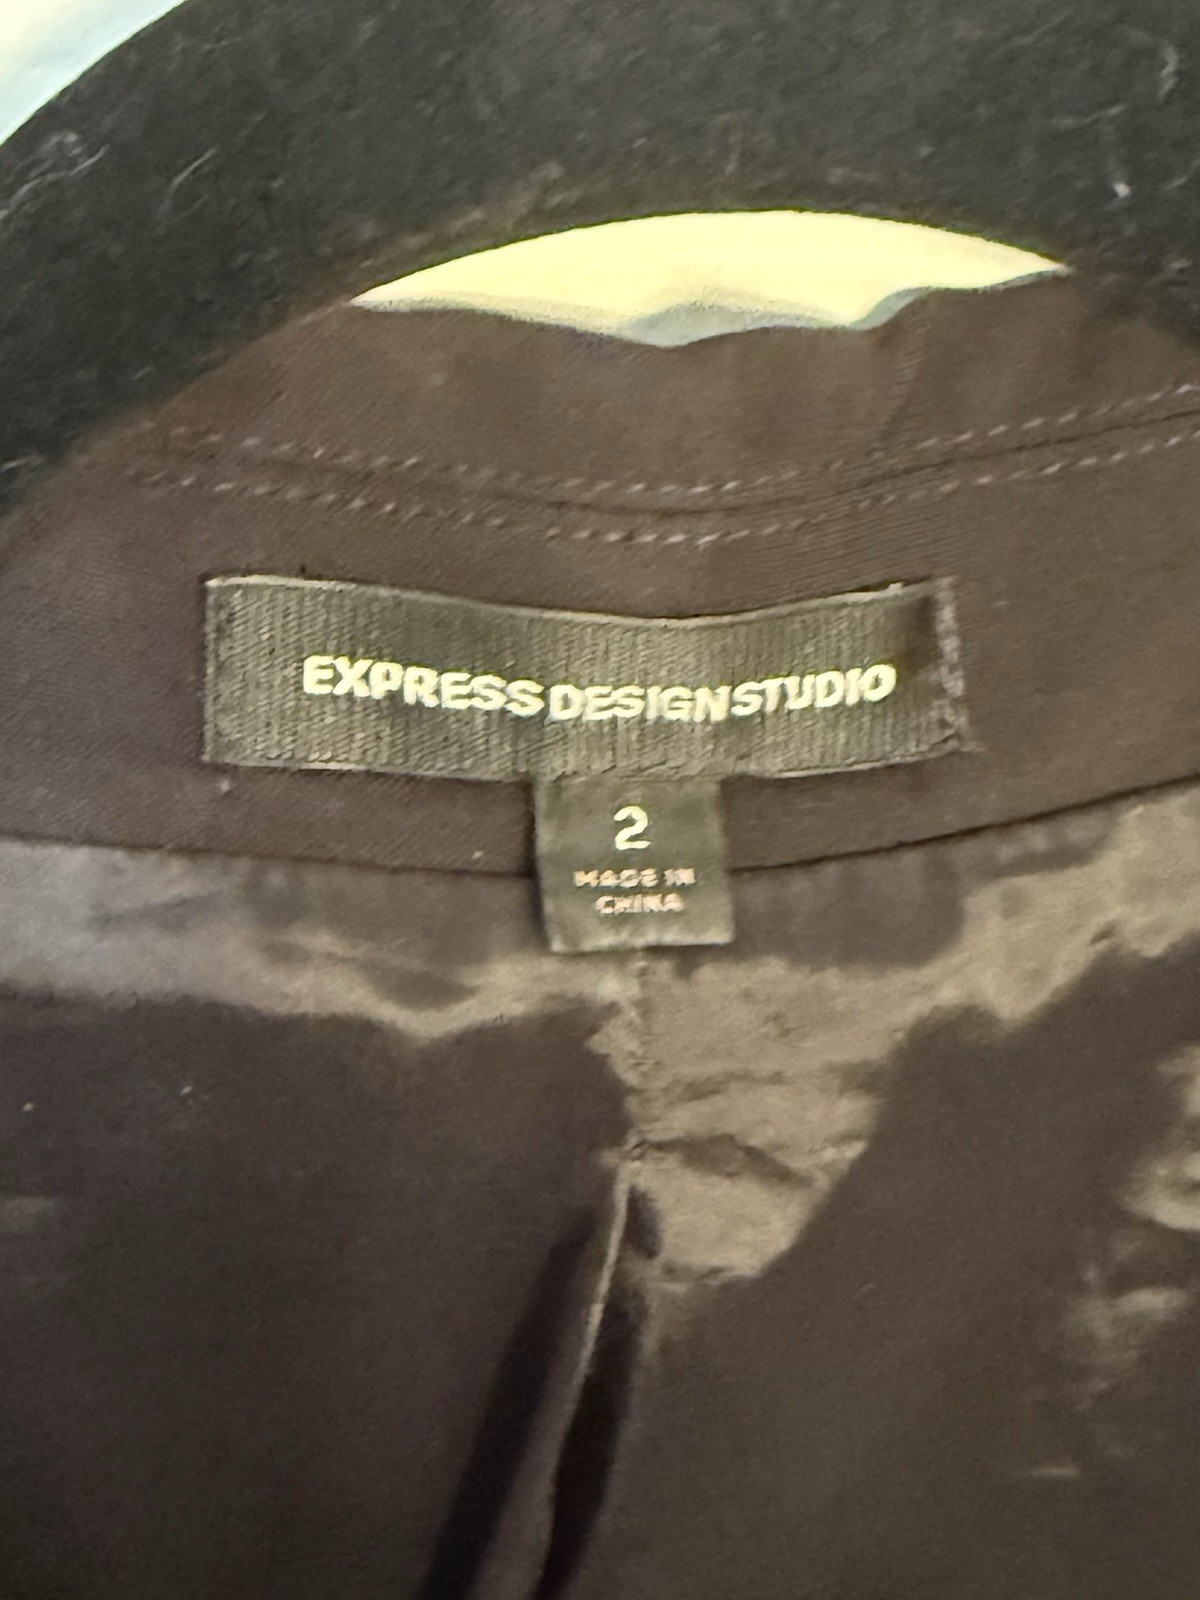 EXPRESS DESIGN STUDIO
2
MADE IN
CHINA